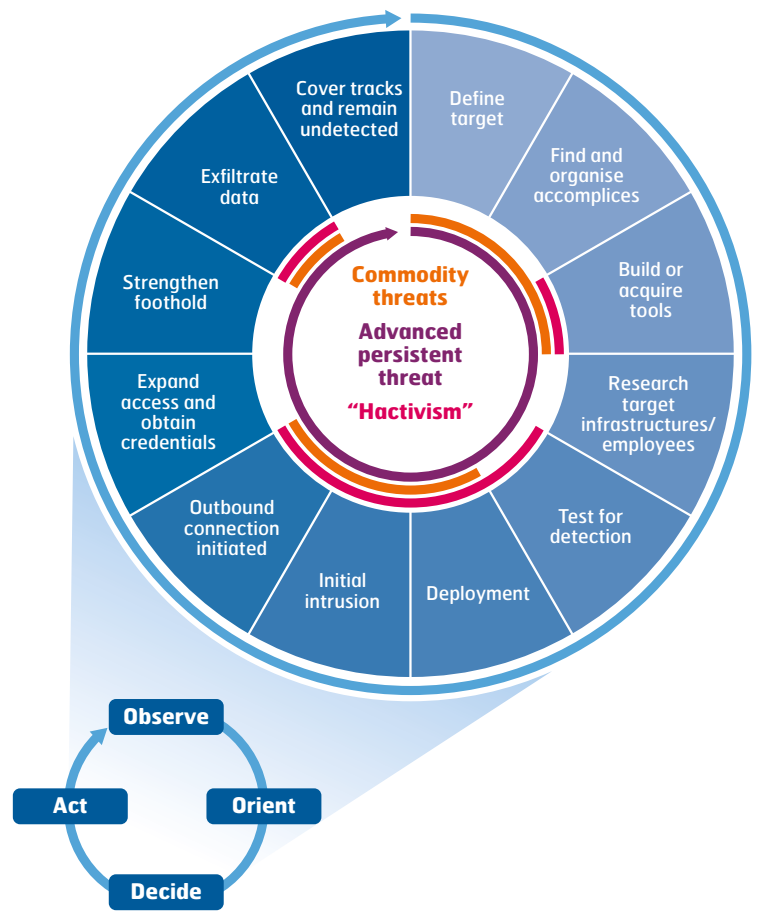 Define
target
Find and
organise
accomplices
Build or
acquire
tools
Research
target
infrastructures/
employees
Test for
detection
Deployment
Initial
intrusion
Outbound
connection
initiated
Expand
access and
obtain
credentials
Strengthen
foothold
Exfiltrate
data
Cover tracks
and remain
undetected
Commodity
threats
Advanced
persistent
threat
“Hactivism”
Observe
Orient
Decide
Act